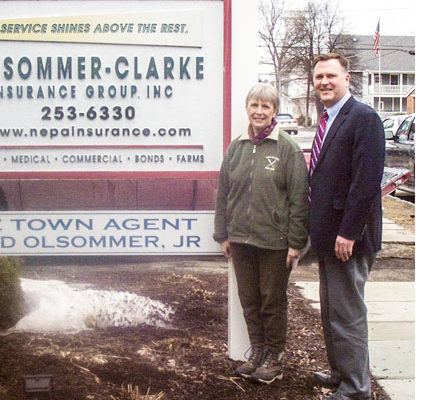 SERVICE SHINES ABOVE THE REST.
SOMMER-CLARKE
NSURANCE GROUP, INC
253-6330
www.nepainsurance.com
• MEDICAL • COMMERCIAL • BONDS • FARMS
E TOWN AGENT
D OLSOMMER, JR